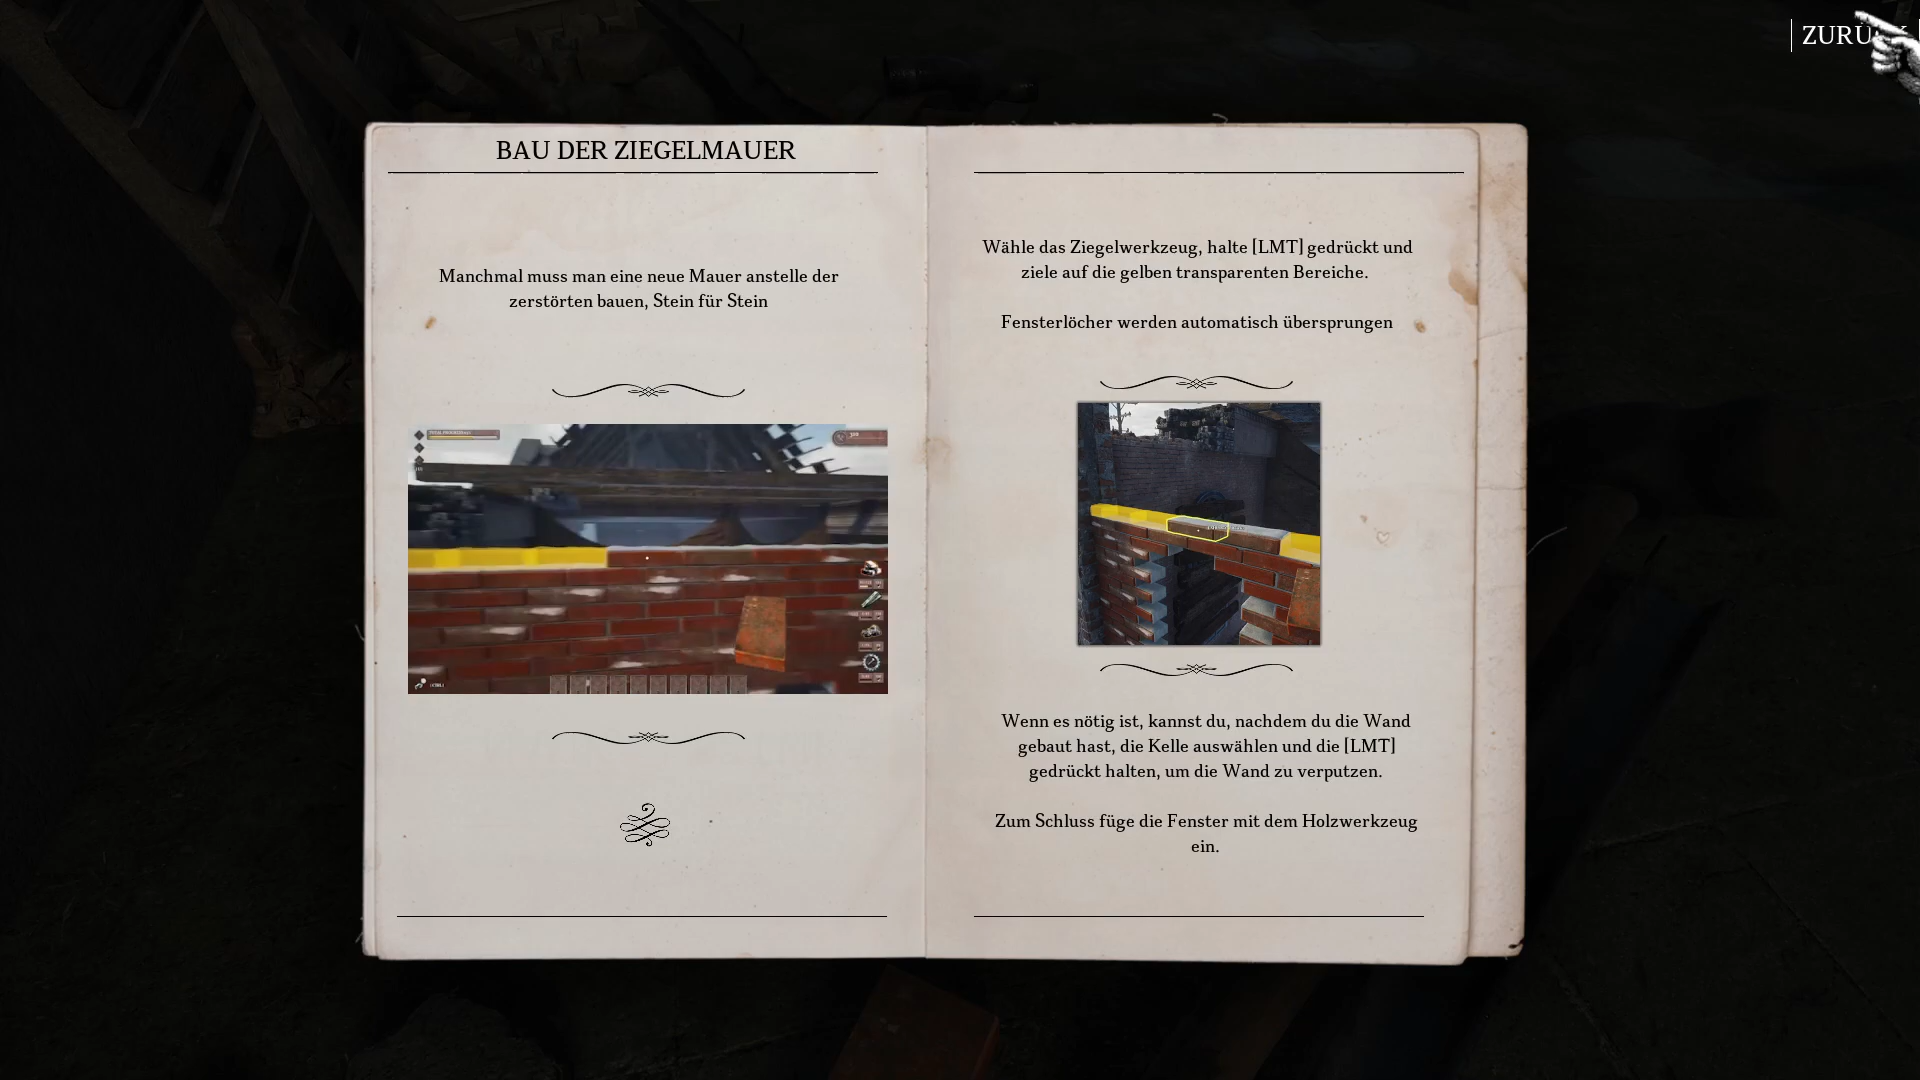 ZURÜCK
BAU DER ZIEGELMAUER
Manchmal muss man eine neue Mauer anstelle der
zerstörten bauen, Stein für Stein
Wähle das Ziegelwerkzeug, halte [LMT] gedrückt und
ziele auf die gelben transparenten Bereiche.
Fensterlöcher werden automatisch übersprungen
Wenn es nötig ist, kannst du, nachdem du die Wand
gebaut hast, die Kelle auswählen und die [LMT]
gedrückt halten, um die Wand zu verputzen.
Zum Schluss füge die Fenster mit dem Holzwerkzeug
ein.